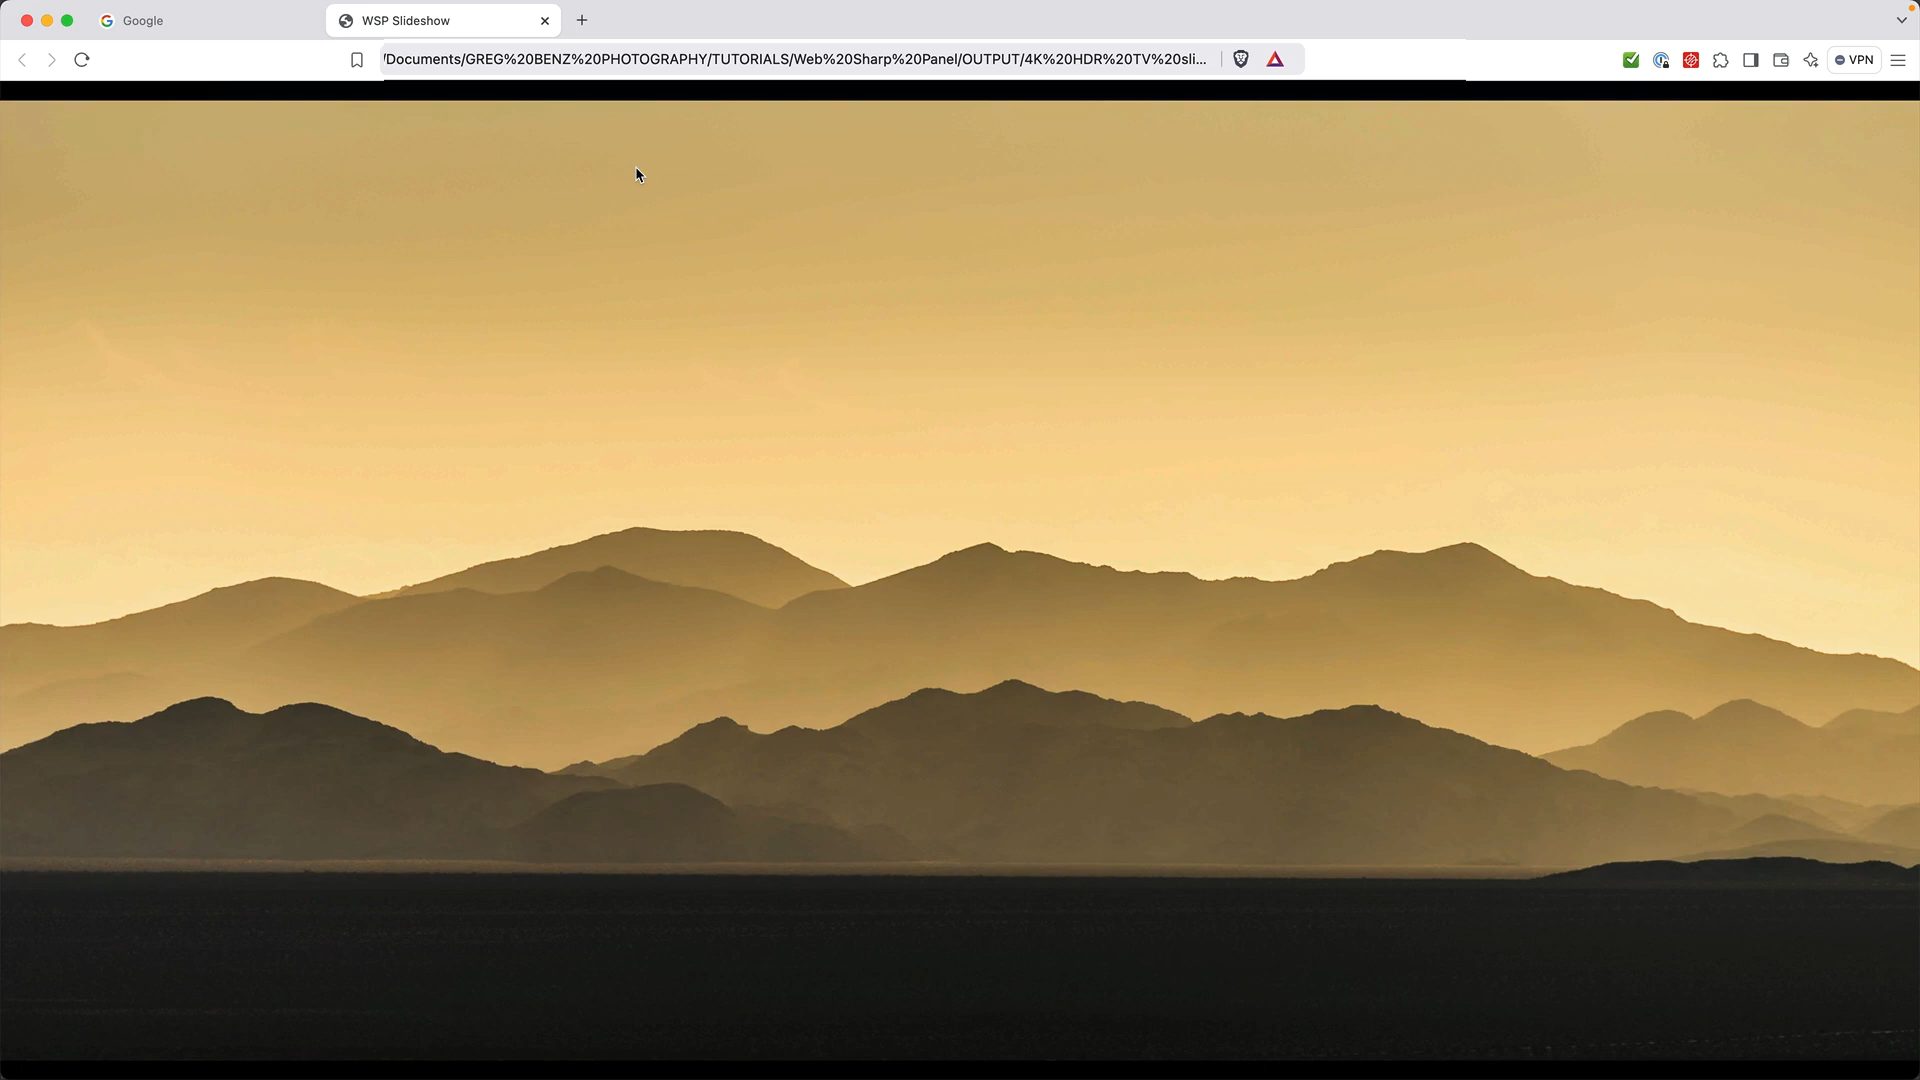 Google
WSP Slideshow
/Documents/GREG%20BENZ%20PHOTOGRAPHY/TUTORIALS/Web%20Sharp%20Panel/OUTPUT/4K%20HDR%20TV%20sli...
VPN